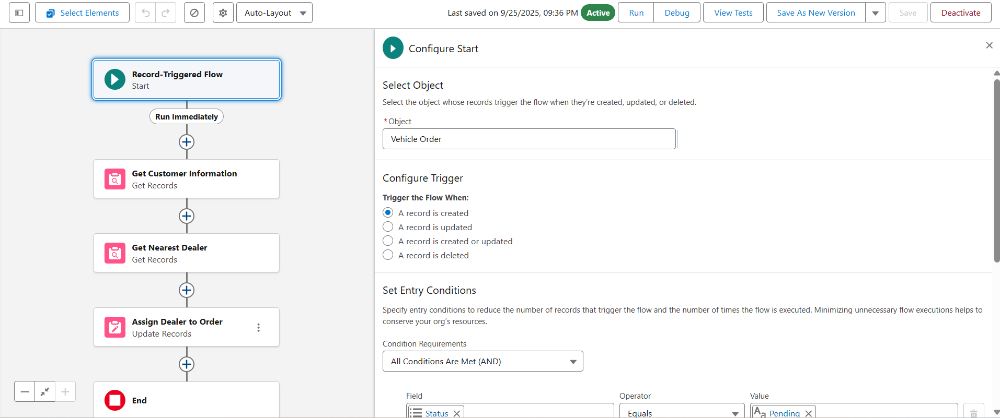 Select Elements
Auto-Layout
Last saved on 9/25/2025, 09:36 PM Active Run Debug View Tests Save As New Version Save Deactivate
Record-Triggered Flow
Start
Run Immediately
Get Customer Information
Get Records
Get Nearest Dealer
Get Records
Assign Dealer to Order
Update Records
End
Configure Start
Select Object
Select the object whose records trigger the flow when they're created, updated, or deleted.
* Object
Vehicle Order
Configure Trigger
Trigger the Flow When:
A record is created
A record is updated
A record is created or updated
A record is deleted
Set Entry Conditions
Specify entry conditions to reduce the number of records that trigger the flow and the number of times the flow is executed. Minimizing unnecessary flow executions helps to
conserve your org's resources.
Condition Requirements
All Conditions Are Met (AND)
Field Operator Value
Status Equals Aa Pending